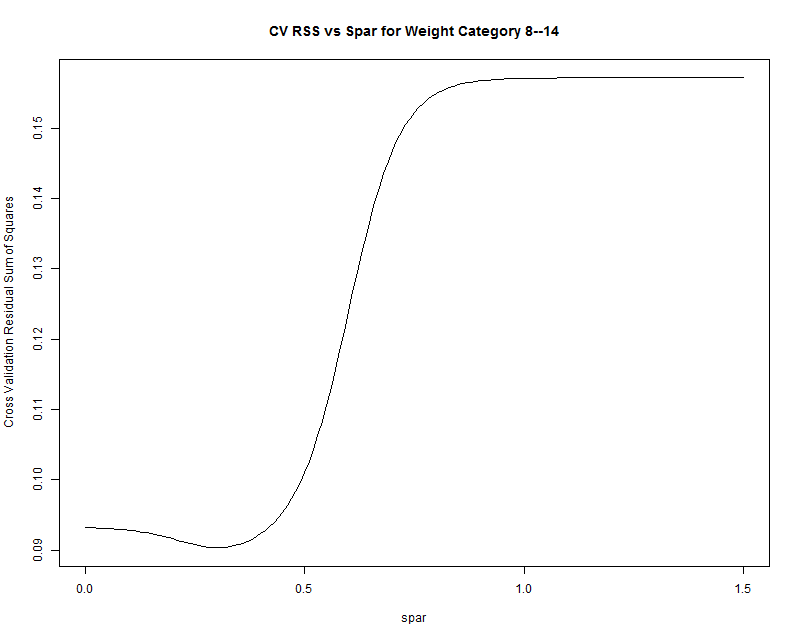 CV RSS vs Spar for Weight Category 8--14
Cross Validation Residual Sum of Squares
0.15
0.14
0.13
0.12
0.11
0.10
0.09
0.0 0.5 1.0 1.5
spar